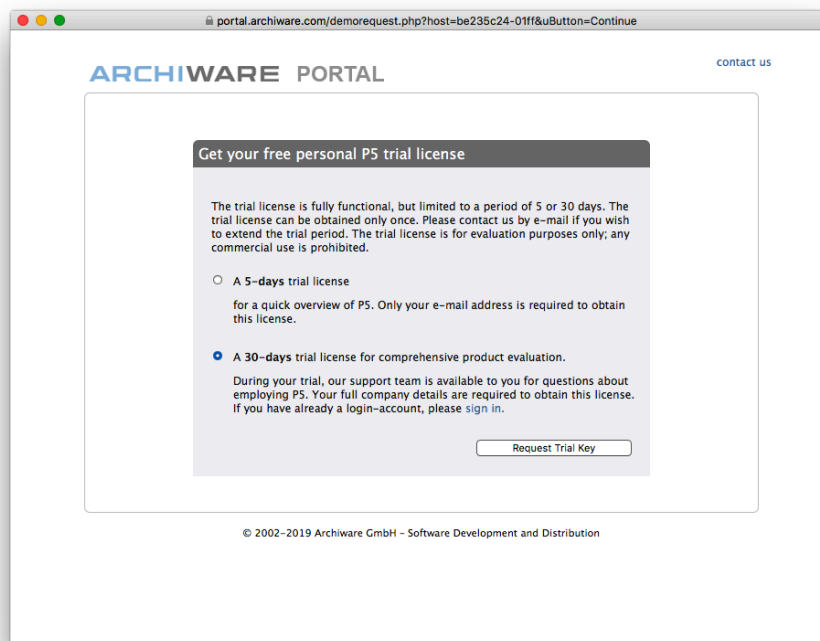 portal.archiware.com/demorequest.php?host=be235c24-01ff&uButton=Continue
contact us
ARCHIWARE PORTAL
Get your free personal P5 trial license
The trial license is fully functional, but limited to a period of 5 or 30 days. The
trial license can be obtained only once. Please contact us by e-mail if you wish
to extend the trial period. The trial license is for evaluation purposes only; any
commercial use is prohibited.
A 5-days trial license
for a quick overview of P5. Only your e-mail address is required to obtain
this license.
A 30-days trial license for comprehensive product evaluation.
During your trial, our support team is available to you for questions about
employing P5. Your full company details are required to obtain this license.
If you have already a login-account, please sign in.
Request Trial Key
© 2002-2019 Archiware GmbH - Software Development and Distribution